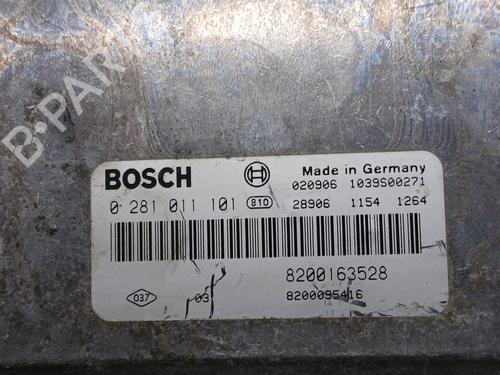 B-PARTS
BOSCH
Made in Germany
020906 1039S00271
0 281 011 101 810
28906 1154 1264
8200163528
037 03
8200095416